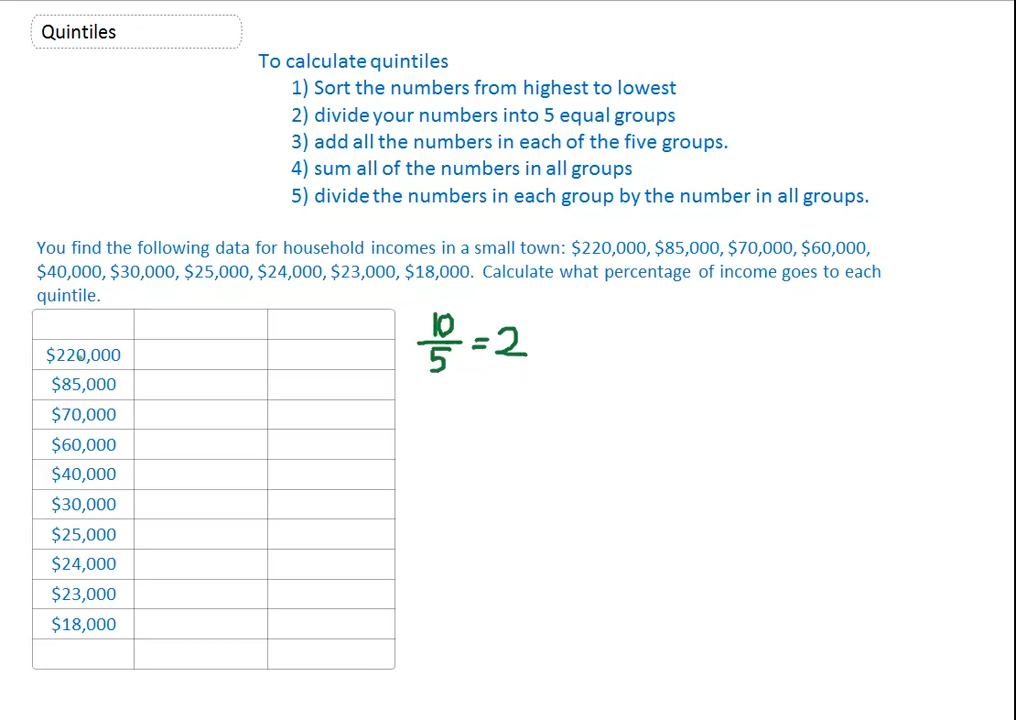 Quintiles
To calculate quintiles
1) Sort the numbers from highest to lowest
2) divide your numbers into 5 equal groups
3) add all the numbers in each of the five groups.
4) sum all of the numbers in all groups
5) divide the numbers in each group by the number in all groups.
You find the following data for household incomes in a small town: $220,000, $85,000, $70,000, $60,000,
$40,000, $30,000, $25,000, $24,000, $23,000, $18,000.  Calculate what percentage of income goes to each
quintile.
10
5
= 2
$220,000
$85,000
$70,000
$60,000
$40,000
$30,000
$25,000
$24,000
$23,000
$18,000